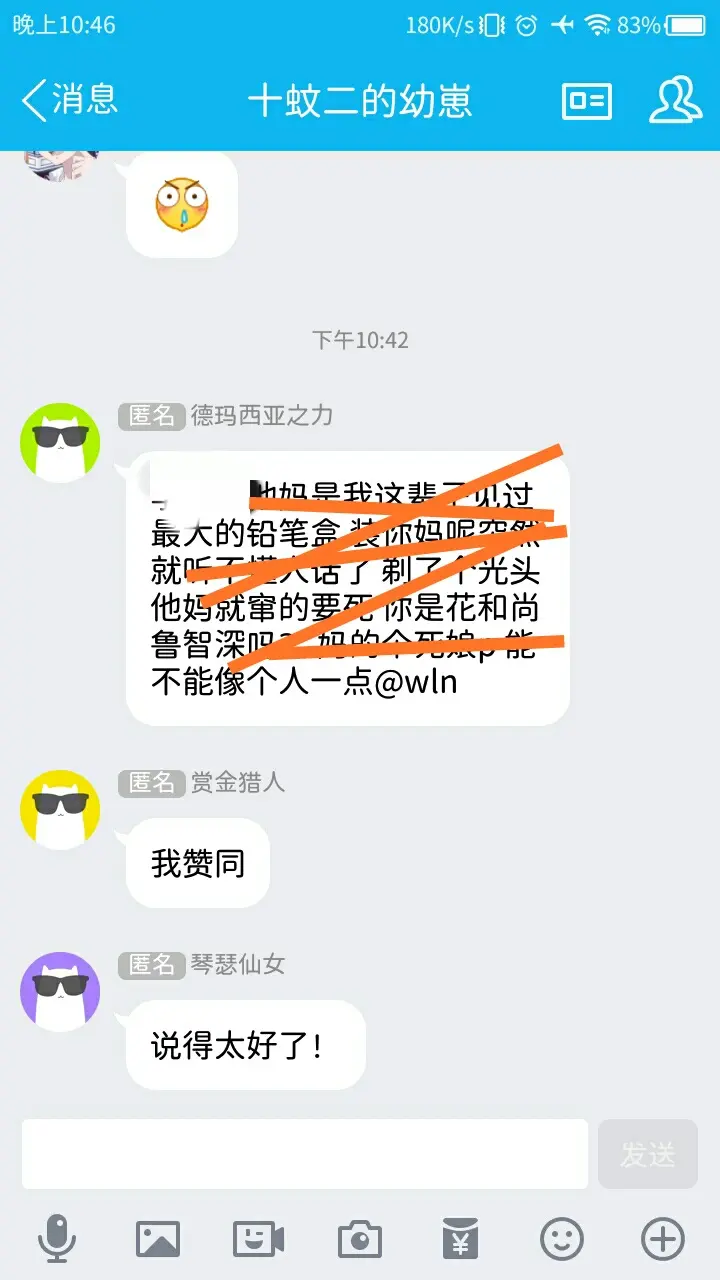 晚上10:46
180K/s
83%
消息
十蚊二的幼崽
下午10:42
匿名 德玛西亚之力
他妈是我这辈子见过
最大的铅笔盒 装你妈呢突然
就听不懂人话了 剃了个光头
他妈就窜的要死 你是花和尚
鲁智深吗? 妈的个死娘p 能
不能像个人一点@wln
匿名 赏金猎人
我赞同
匿名 琴瑟仙女
说得太好了!
发送